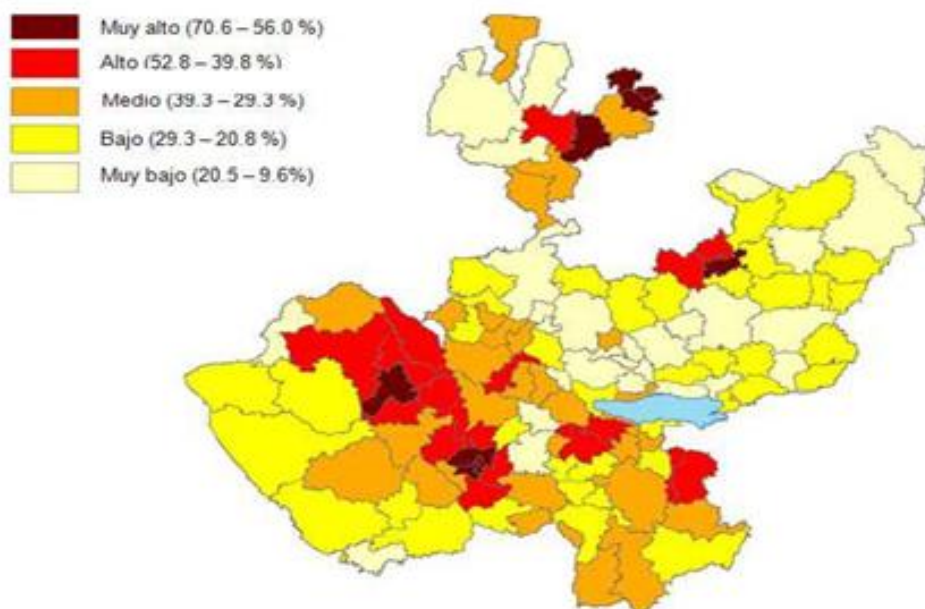 Muy alto (70.6 – 56.0 %)
Alto (52.8 – 39.8 %)
Medio (39.3 – 29.3 %)
Bajo (29.3 – 20.8 %)
Muy bajo (20.5 – 9.6%)